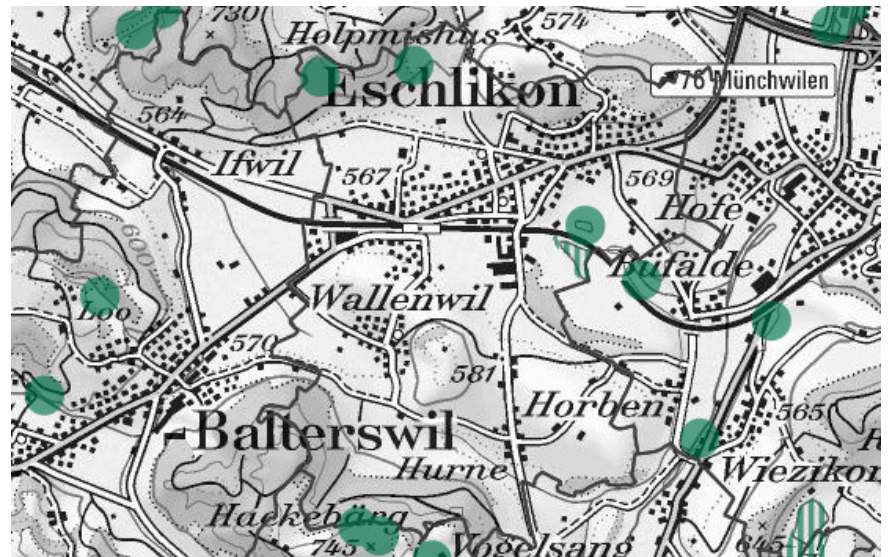 730
Holpmishus
574
Eschlikon
76 Münchwilen
564
Ifwil
567
569
Hofe
600
Bufälde
Loo
Wallenwil
570
581
Horben
565
-Balterswil
Hurne
Wiezikon
Hackebärg
745
Vogelsang
645